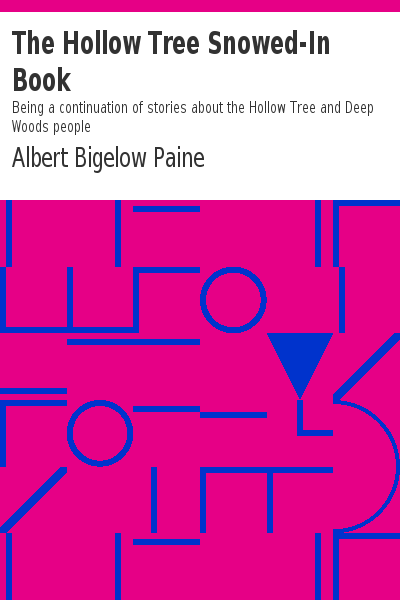 The Hollow Tree Snowed-In
Book
Being a continuation of stories about the Hollow Tree and Deep
Woods people
Albert Bigelow Paine